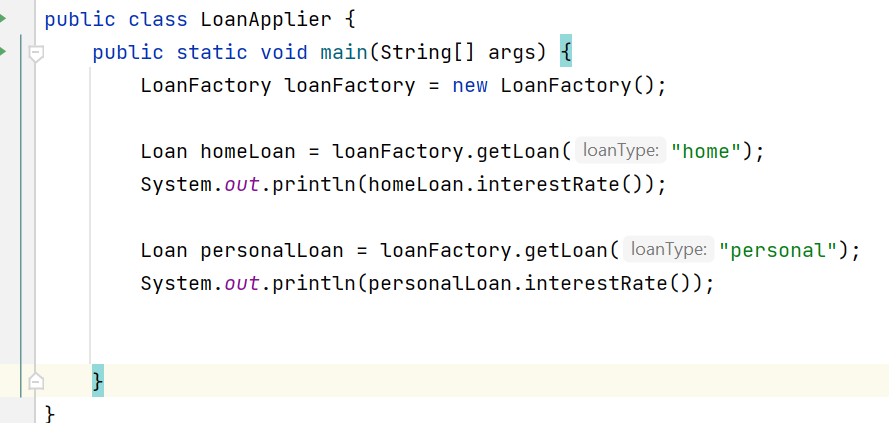 public class LoanApplier {
public static void main(String[] args) {
LoanFactory loanFactory = new LoanFactory();
Loan homeLoan = loanFactory.getLoan( loanType: "home");
System.out.println(homeLoan.interestRate());
Loan personalLoan = loanFactory.getLoan( loanType: "personal");
System.out.println(personalLoan.interestRate());
}
}